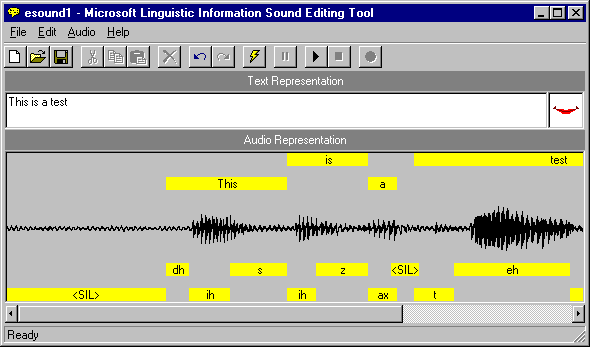 esound1 - Microsoft Linguistic Information Sound Editing Tool
File Edit Audio Help
Text Representation
This is a test
Audio Representation
is test
This a
dh s z <SIL> eh
<SIL> ih ih ax t
Ready